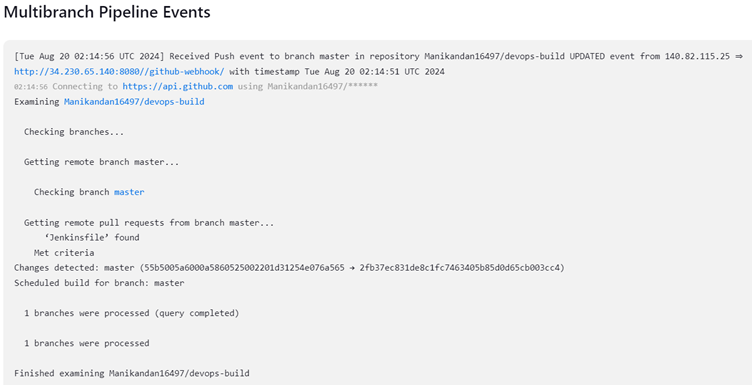 Multibranch Pipeline Events
[Tue Aug 20 02:14:56 UTC 2024] Received Push event to branch master in repository Manikandan16497/devops-build UPDATED event from 140.82.115.25 ⇒
http://34.230.65.140:8080//github-webhook/ with timestamp Tue Aug 20 02:14:51 UTC 2024
02:14:56 Connecting to https://api.github.com using Manikandan16497/******
Examining Manikandan16497/devops-build
Checking branches...
Getting remote branch master...
Checking branch master
Getting remote pull requests from branch master...
‘Jenkinsfile’ found
Met criteria
Changes detected: master (55b5005a6000a5860525002201d31254e076a565 → 2fb37ec831de8c1fc7463405b85d0d65cb003cc4)
Scheduled build for branch: master
1 branches were processed (query completed)
1 branches were processed
Finished examining Manikandan16497/devops-build